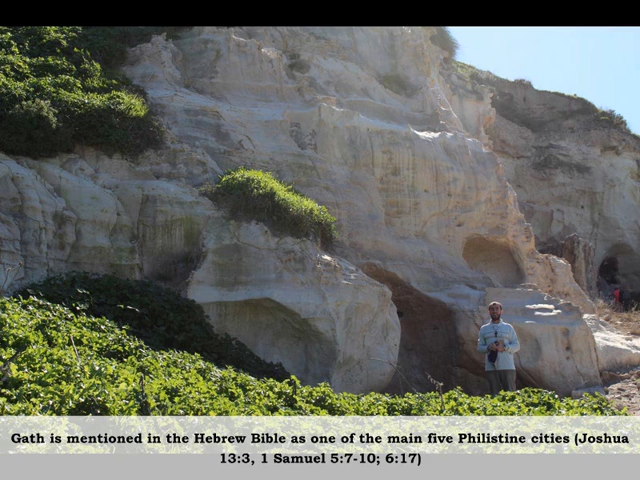 Gath is mentioned in the Hebrew Bible as one of the main five Philistine cities (Joshua
13:3, 1 Samuel 5:7-10; 6:17)